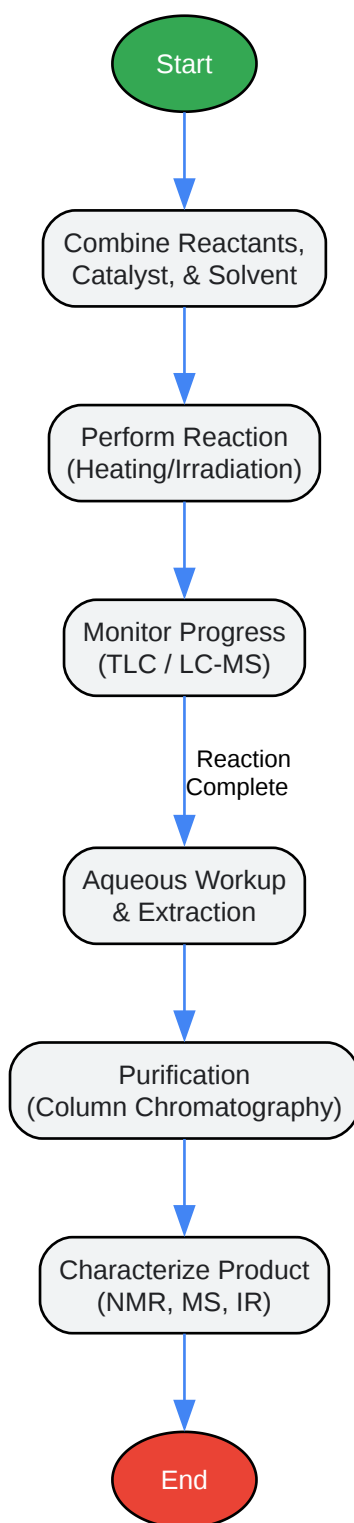 Start
Combine Reactants,
Catalyst, & Solvent
Perform Reaction
(Heating/Irradiation)
Monitor Progress
(TLC / LC-MS)
Reaction
Complete
Aqueous Workup
& Extraction
Purification
(Column Chromatography)
Characterize Product
(NMR, MS, IR)
End